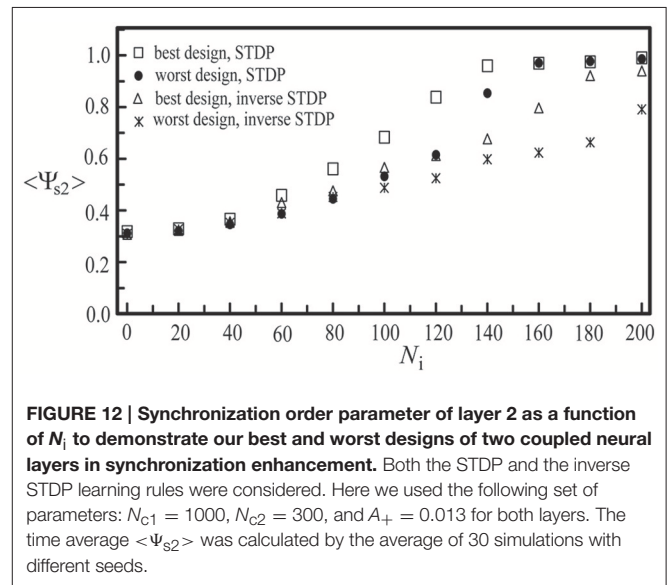 1.0
0.8
0.6
0.4
0.2
0.0
<Ψs2>
best design, STDP
worst design, STDP
best design, inverse STDP
worst design, inverse STDP
0 20 40 60 80 100 120 140 160 180 200
Ni
FIGURE 12 | Synchronization order parameter of layer 2 as a function
of Ni to demonstrate our best and worst designs of two coupled neural
layers in synchronization enhancement. Both the STDP and the inverse
STDP learning rules were considered. Here we used the following set of
parameters: Nc1 = 1000, Nc2 = 300, and A+ = 0.013 for both layers. The
time average <Ψs2> was calculated by the average of 30 simulations with
different seeds.